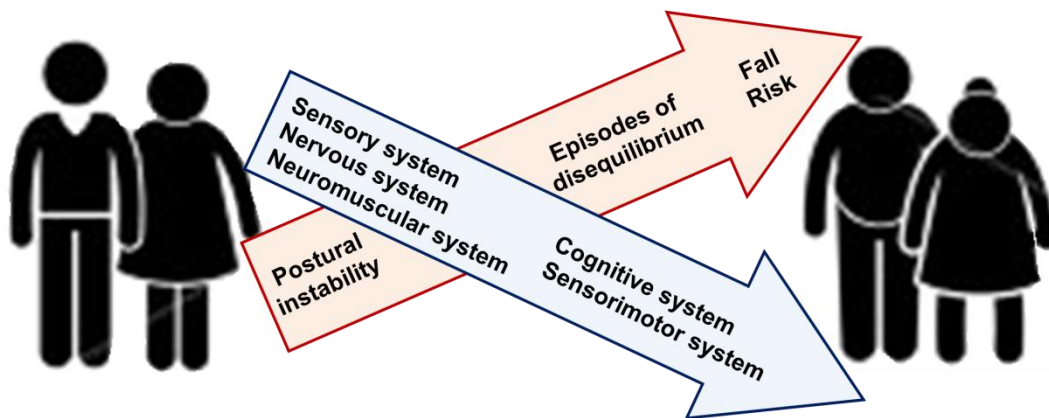 Sensory system
Nervous system
Neuromuscular system
Cognitive system
Sensorimotor system
Postural
instability
Episodes of
disequilibrium
Fall
Risk